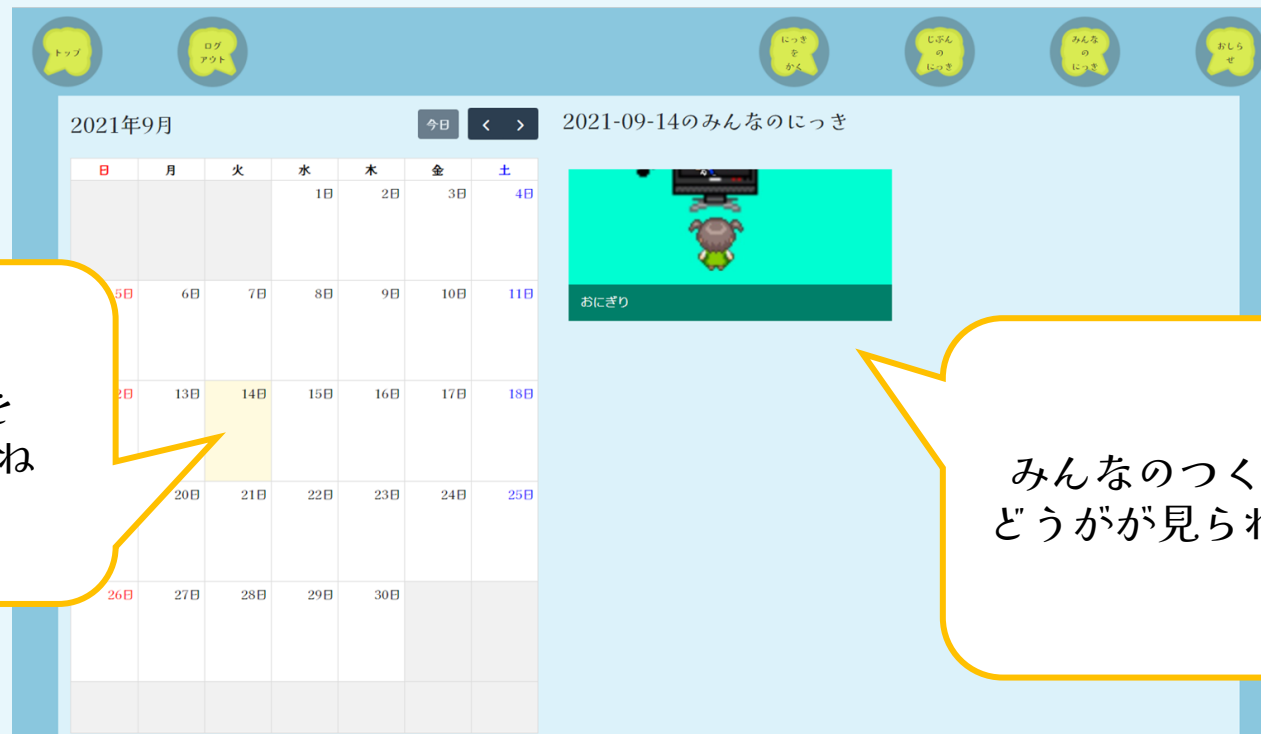 トップ
ログ
アウト
にっき
を
かく
じぶん
の
にっき
みんな
の
にっき
おしら
せ
2021年9月
今日
2021-09-14のみんなのにっき
日 月 火 水 木 金 土
1日 2日 3日 4日
5日 6日 7日 8日 9日 10日 11日
2日 13日 14日 15日 16日 17日 18日
20日 21日 22日 23日 24日 25日
26日 27日 28日 29日 30日
おにぎり
を
ね
みんなのつく
どうがが見られ